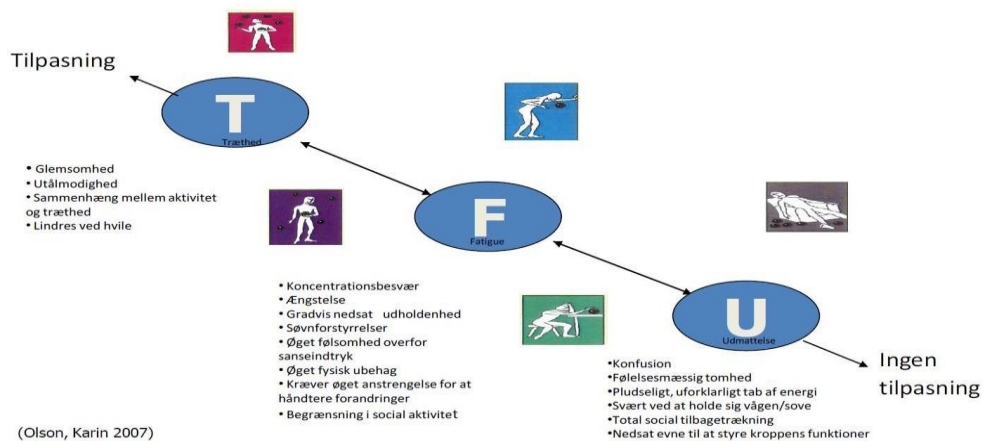 Tilpasning
T
Træthed
• Glemsomhed
• Utålmodighed
• Sammenhæng mellem aktivitet
og træthed
• Lindres ved hvile
F
Fatigue
• Koncentrationsbesvær
• Ængstelse
• Gradvis nedsat udholdenhed
• Søvnforstyrrelser
• Øget følsomhed overfor
sanseindtryk
• Øget fysisk ubehag
• Kræver øget anstrengelse for at
håndtere forandringer
• Begrænsning i social aktivitet
U
Udmattelse
•Konfusion
•Følelsesmæssig tomhed
•Pludseligt, uforklarligt tab af energi
•Svært ved at holde sig vågen/sove
•Total social tilbagetrækning
•Nedsat evne til at styre kroppens funktioner
Ingen
tilpasning
(Olson, Karin 2007)